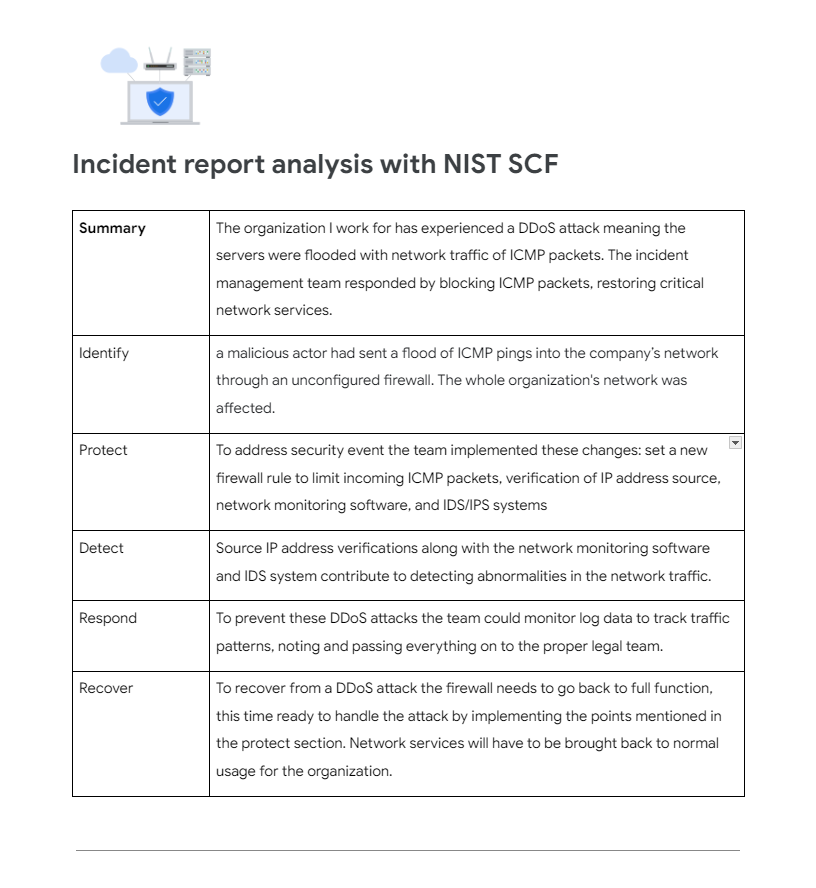 Incident report analysis with NIST SCF
Summary
The organization I work for has experienced a DDoS attack meaning the
servers were flooded with network traffic of ICMP packets. The incident
management team responded by blocking ICMP packets, restoring critical
network services.
Identify
a malicious actor had sent a flood of ICMP pings into the company’s network
through an unconfigured firewall. The whole organization's network was
affected.
Protect
To address security event the team implemented these changes: set a new
firewall rule to limit incoming ICMP packets, verification of IP address source,
network monitoring software, and IDS/IPS systems
Detect
Source IP address verifications along with the network monitoring software
and IDS system contribute to detecting abnormalities in the network traffic.
Respond
To prevent these DDoS attacks the team could monitor log data to track traffic
patterns, noting and passing everything on to the proper legal team.
Recover
To recover from a DDoS attack the firewall needs to go back to full function,
this time ready to handle the attack by implementing the points mentioned in
the protect section. Network services will have to be brought back to normal
usage for the organization.